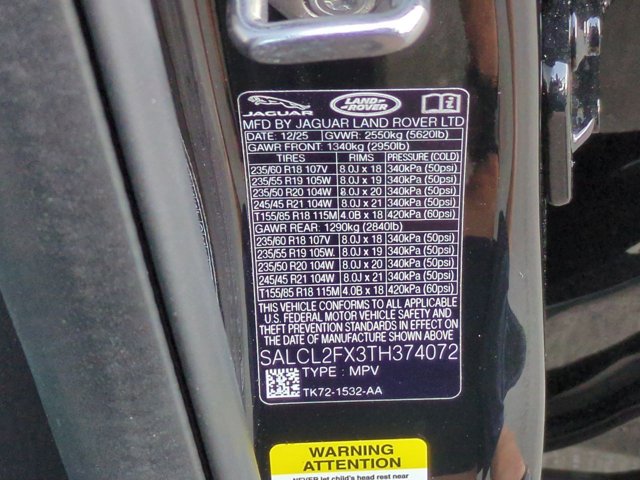 JAGUAR LAND ROVER i
MFD BY JAGUAR LAND ROVER LTD
DATE: 12/25 GVWR: 2550kg (5620lb)
GAWR FRONT: 1340kg (2950lb)
TIRES RIMS PRESSURE (COLD)
235/60 R18 107V 8.0J x 18 340kPa (50psi)
235/55 R19 105W 8.0J x 19 340kPa (50psi)
235/50 R20 104W 8.0J x 20 340kPa (50psi)
245/45 R21 104W 8.0J x 21 340kPa (50psi)
T155/85 R18 115M 4.0B x 18 420kPa (60psi)
GAWR REAR: 1290kg (2840lb)
235/60 R18 107V 8.0J x 18 340kPa (50psi)
235/55 R19 105W. 8.0J x 19 340kPa (50psi)
235/50 R20 104W 8.0J x 20 340kPa (50psi)
245/45 R21 104W 8.0J x 21 340kPa (50psi)
T155/85 R18 115M 4.0B x 18 420kPa (60psi)
THIS VEHICLE CONFORMS TO ALL APPLICABLE
U.S. FEDERAL MOTOR VEHICLE SAFETY AND
THEFT PREVENTION STANDARDS IN EFFECT ON
THE DATE OF MANUFACTURE SHOWN ABOVE
SALCL2FX3TH374072
TYPE : MPV
TK72-1532-AA
WARNING
ATTENTION
NEVER let child's head rest near